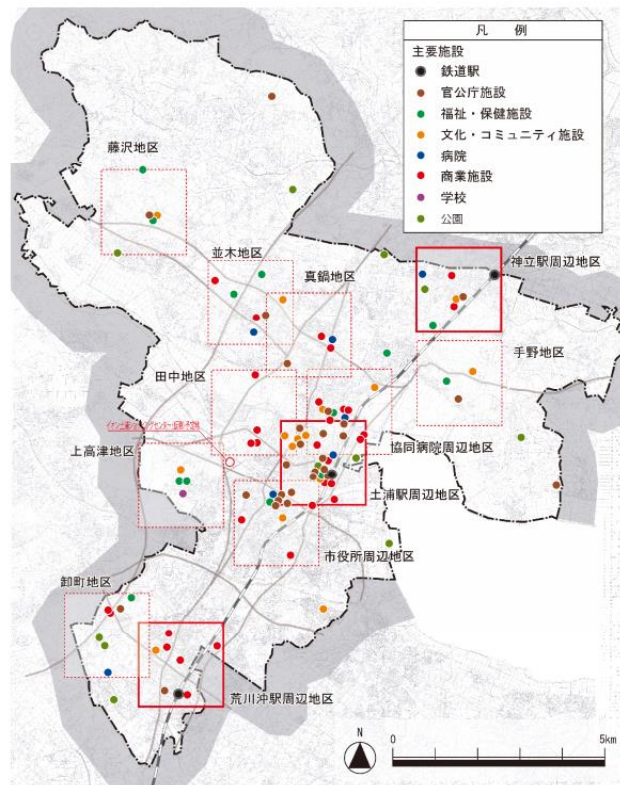 凡 例
主要施設
鉄道駅
官公庁施設
福祉・保健施設
文化・コミュニティ施設
病院
商業施設
学校
公園
藤沢地区
並木地区
真鍋地区
神立駅周辺地区
手野地区
田中地区
上高津地区
協同病院周辺地区
土浦駅周辺地区
市役所周辺地区
卸町地区
荒川沖駅周辺地区
N
0
5km